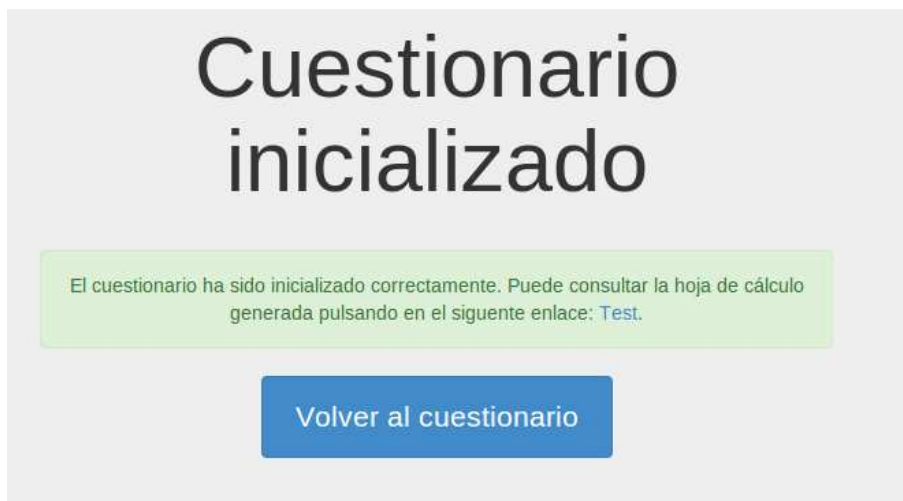 Cuestionario
inicializado
El cuestionario ha sido inicializado correctamente. Puede consultar la hoja de cálculo
generada pulsando en el siguente enlace: Test.
Volver al cuestionario